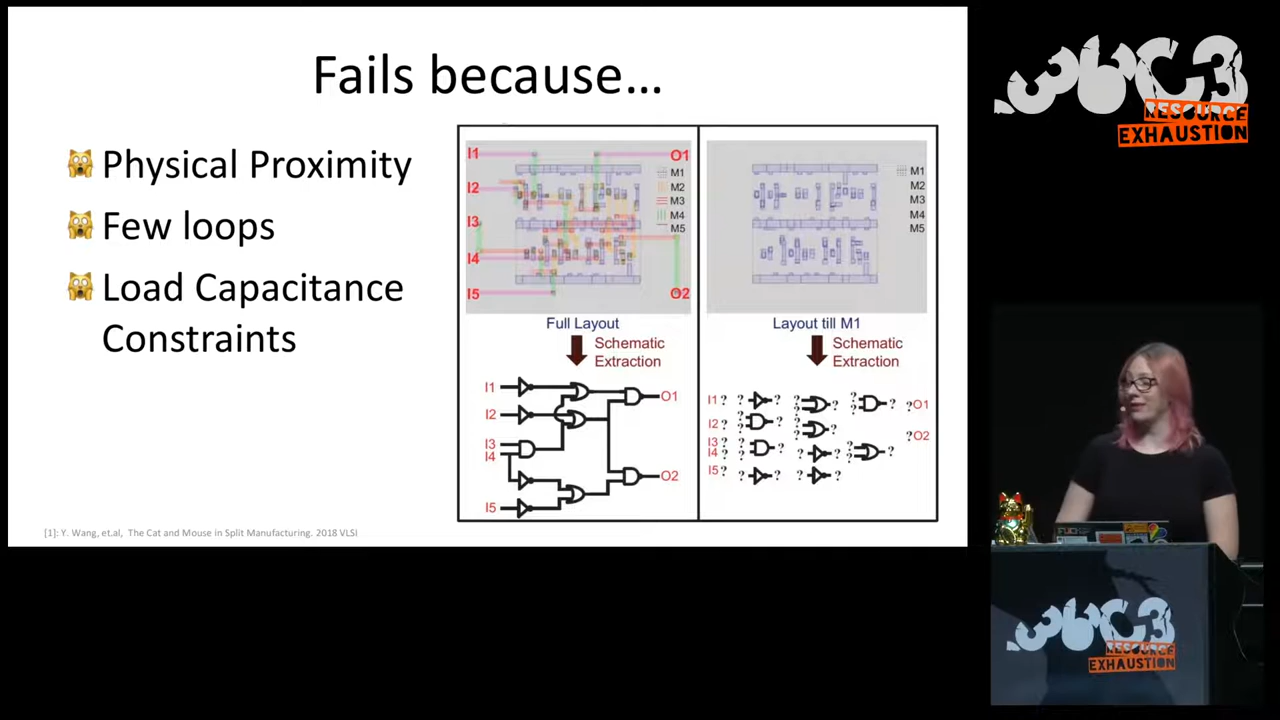 Fails because...
Physical Proximity
Few loops
Load Capacitance
Constraints
I1
O1
M1
I2
M2
M3
I3
M4
M5
I4
I5
O2
Full Layout
Schematic
Extraction
I1
O1
I2
I3
I4
O2
I5
M1
M2
M3
M4
M5
Layout till M1
Schematic
Extraction
I1? ? ? ? ? ? ? ? ? ?O1
I2? ? ? ? ? ?O2
I3? ? ? ? ?
I4? ? ? ? ?
I5? ? ? ? ?
[1]: Y. Wang, et.al, The Cat and Mouse in Split Manufacturing. 2018 VLSI
36C3
RESOURCE
EXHAUSTION
36C3
RESOURCE
EXHAUSTION